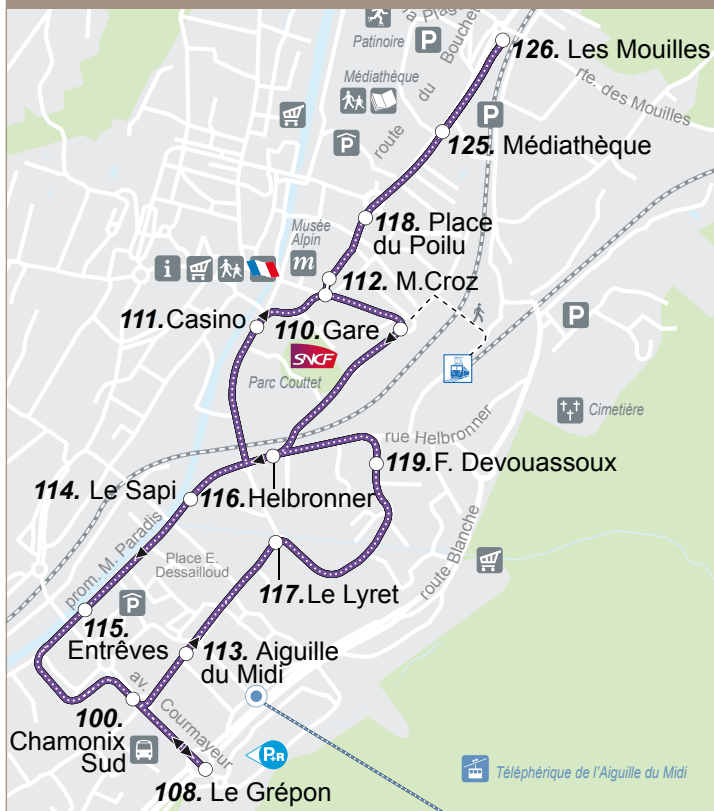 la Plage
Patinoire
P
126. Les Mouilles
route du Bouchet
Médiathèque
rte. des Mouilles
P
P
125. Médiathèque
118. Place
du Poilu
Musée
Alpin
m
i
112. M.Croz
111.Casino
110.Gare
P
SNCF
Parc Couttet
Cimetière
rue Helbronner
119.F. Devouassoux
114. Le Sapi
116.Helbronner
prom. M. Paradis
Place E.
Dessailloud
route Blanche
117.Le Lyret
P
115.
Entrêves
113. Aiguille
du Midi
av. Courmayeur
100.
Chamonix
Sud
P+R
108. Le Grépon
Téléphérique de l'Aiguille du Midi